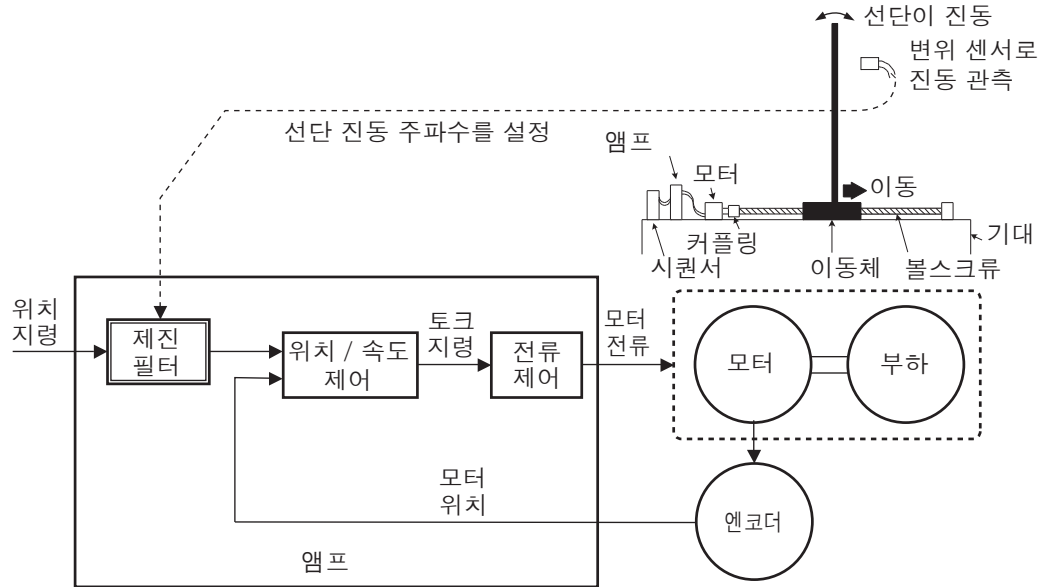 선단이 진동
변위 센서로
진동 관측
선단 진동 주파수를 설정
앰프
모터
이동
커플링
기대
시퀀서
이동체
볼스크류
위치
지령
제진
필터
위치 / 속도
제어
토크
지령
전류
제어
모터
전류
모터
부하
모터
위치
엔코더
앰프